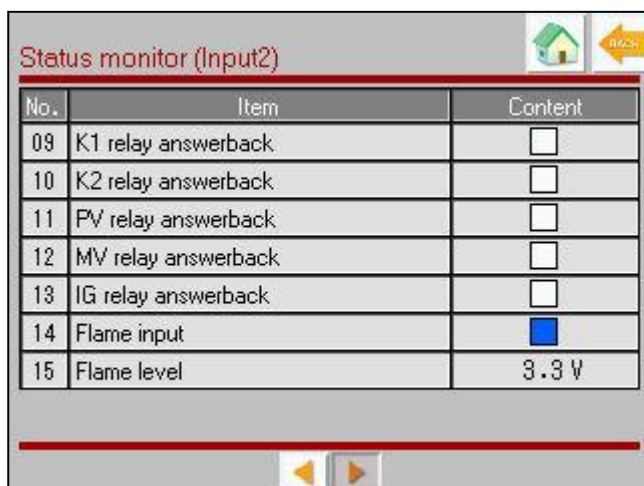 Status monitor (Input2)
BACK
No. Item Content
09 K1 relay answerback
10 K2 relay answerback
11 PV relay answerback
12 MV relay answerback
13 IG relay answerback
14 Flame input
15 Flame level 3.3 V